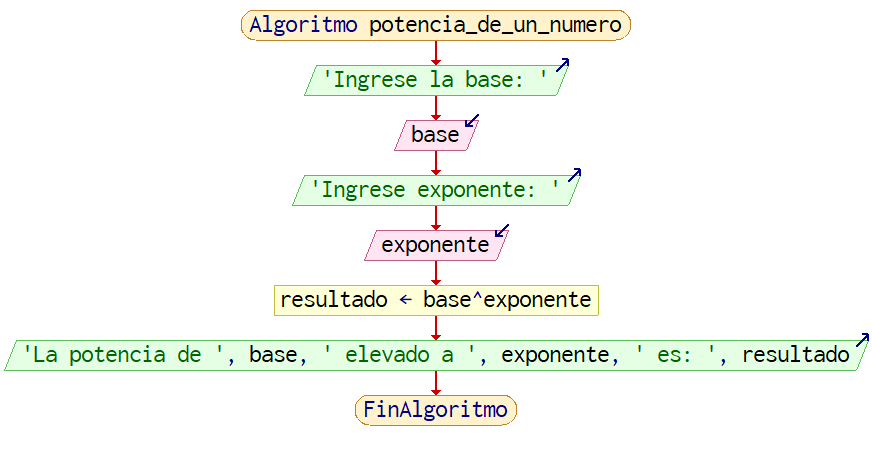 Algoritmo potencia_de_un_numero
'Ingrese la base: '
base
'Ingrese exponente: '
exponente
resultado ← base^exponente
'La potencia de ', base, ' elevado a ', exponente, ' es: ', resultado
FinAlgoritmo